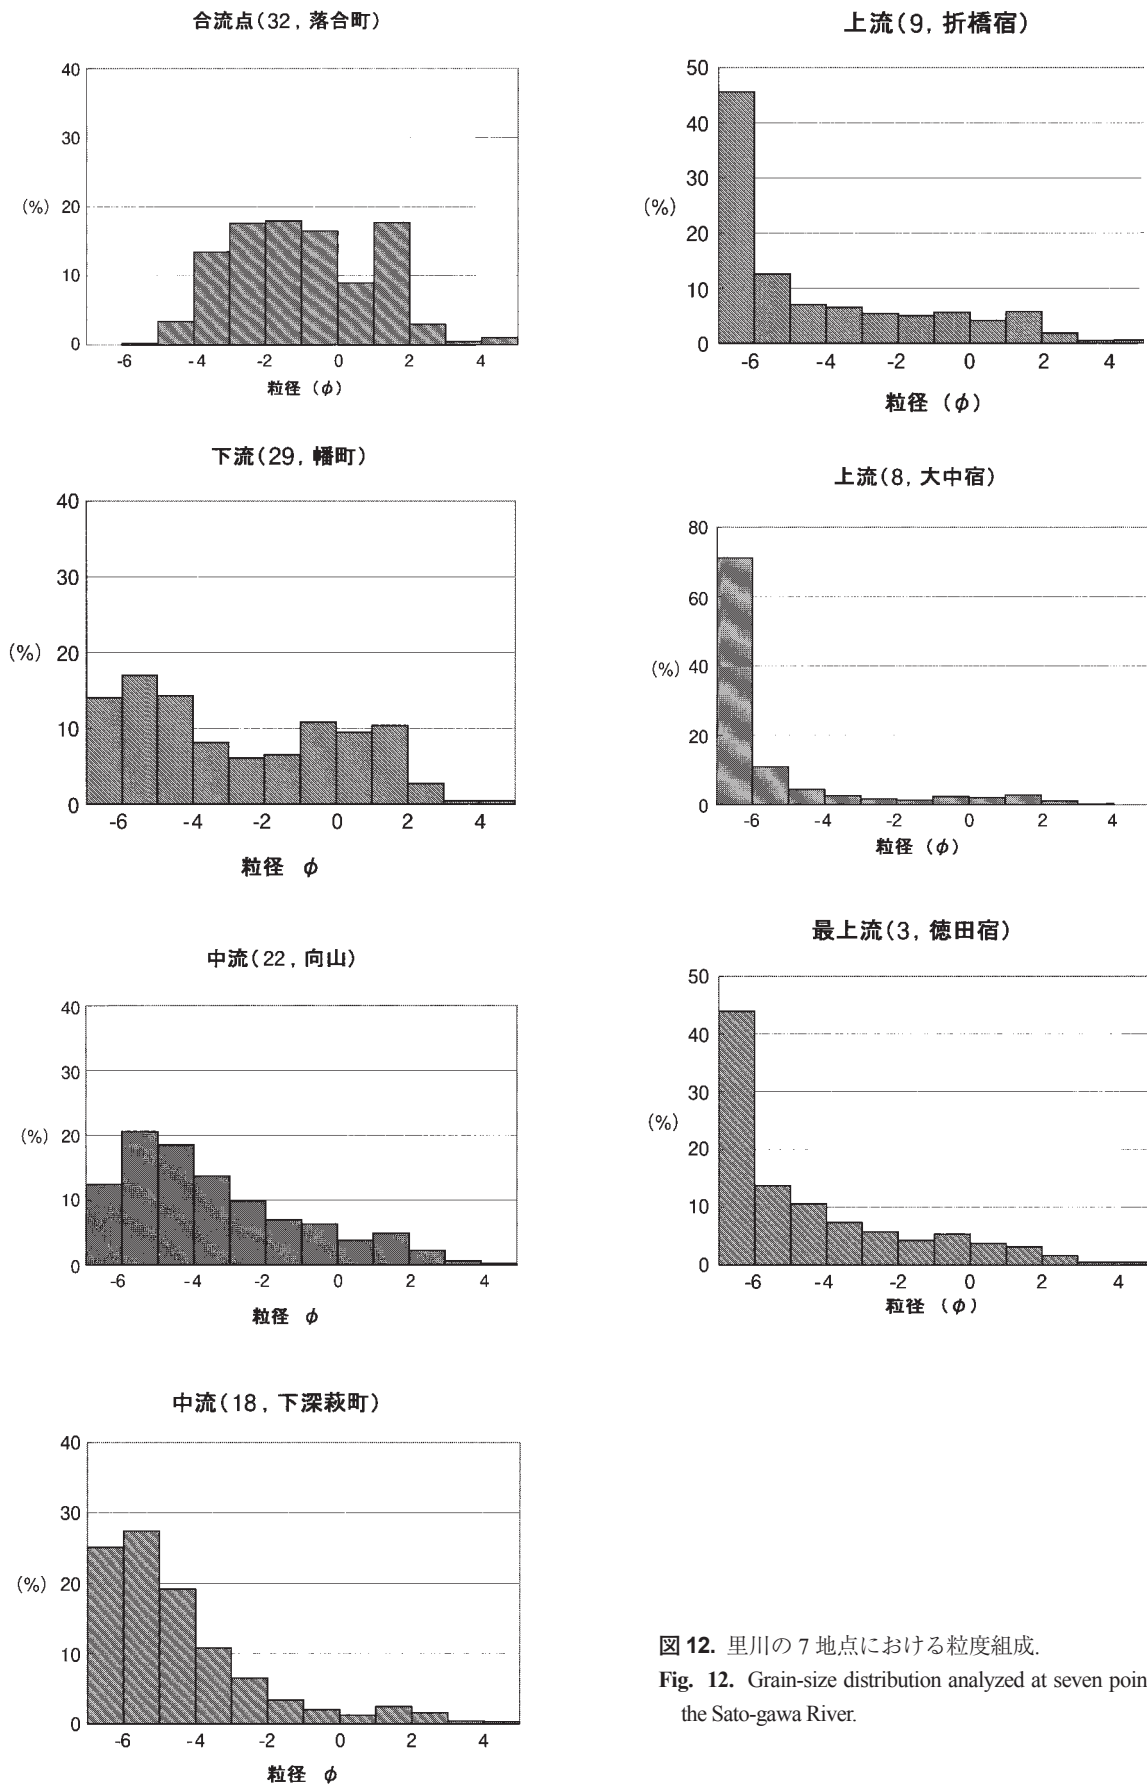 合流点(32, 落合町)
40
30
(%) 20
10
0
-6 -4 -2 0 2 4
粒径 (φ)
下流(29, 幡町)
40
30
(%) 20
10
0
-6 -4 -2 0 2 4
粒径 φ
中流(22, 向山)
40
30
(%) 20
10
0
-6 -4 -2 0 2 4
粒径 φ
中流(18, 下深萩町)
40
30
(%) 20
10
0
-6 -4 -2 0 2 4
粒径 φ
上流(9, 折橋宿)
50
40
30
(%)
20
10
0
-6 -4 -2 0 2 4
粒径 (φ)
上流(8, 大中宿)
80
60
(%) 40
20
0
-6 -4 -2 0 2 4
粒径 (φ)
最上流(3, 徳田宿)
50
40
30
(%)
20
10
0
-6 -4 -2 0 2 4
粒径 (φ)
図 12. 里川の 7 地点における粒度組成.
Fig. 12. Grain-size distribution analyzed at seven poin
the Sato-gawa River.